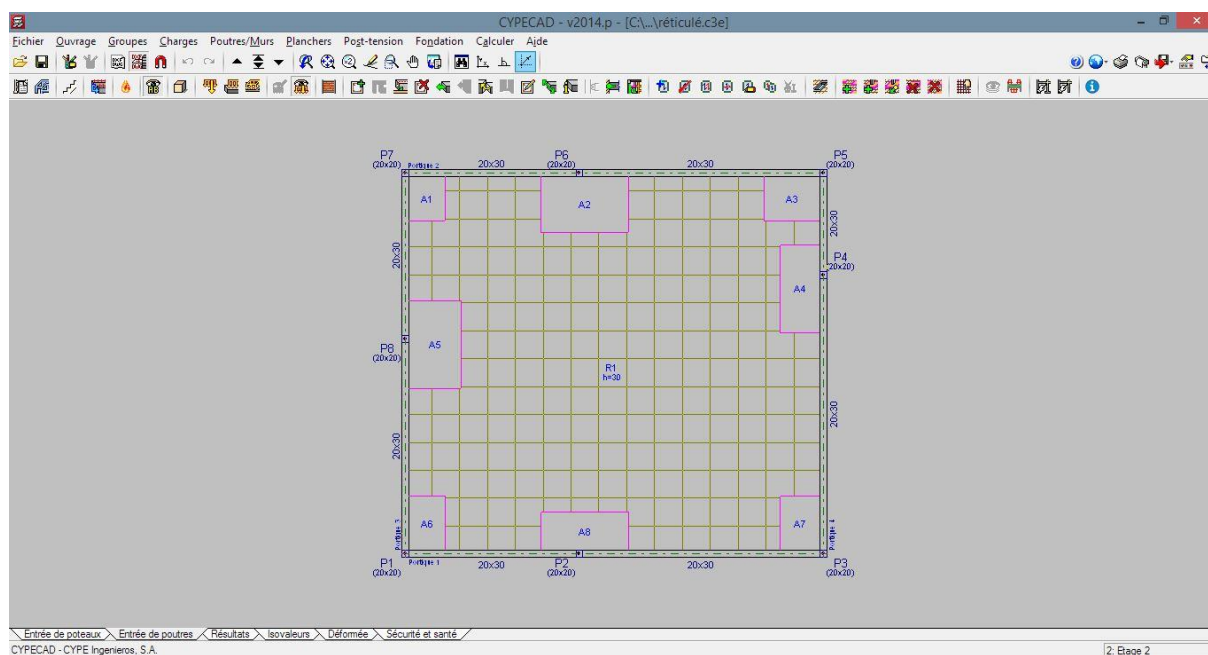 CYPECAD - v2014.p - [C:\...\réticulé.c3e]
Fichier Ouvrage Groupes Charges Poutres/Murs Planchers Post-tension Fondation Calculer Ajde
P7 P6 P5
(20x20) Portique 2 20x30 (20x20) 20x30 (20x20)
A1 A2 A3
20x30
20x30
P4
(20x20)
A4
A5
P8
(20x20)
R1
h=30
20x30
20x30
A6 A8 A7
Portique 3
Portique 4
P1 Portique 1 20x30 P2 20x30 P3
(20x20) (20x20) (20x20)
Entrée de poteaux Entrée de poutres Résultats Isovaleurs Déformée Sécurité et santé
CYPECAD - CYPE Ingenieros, S.A. 2: Etage 2